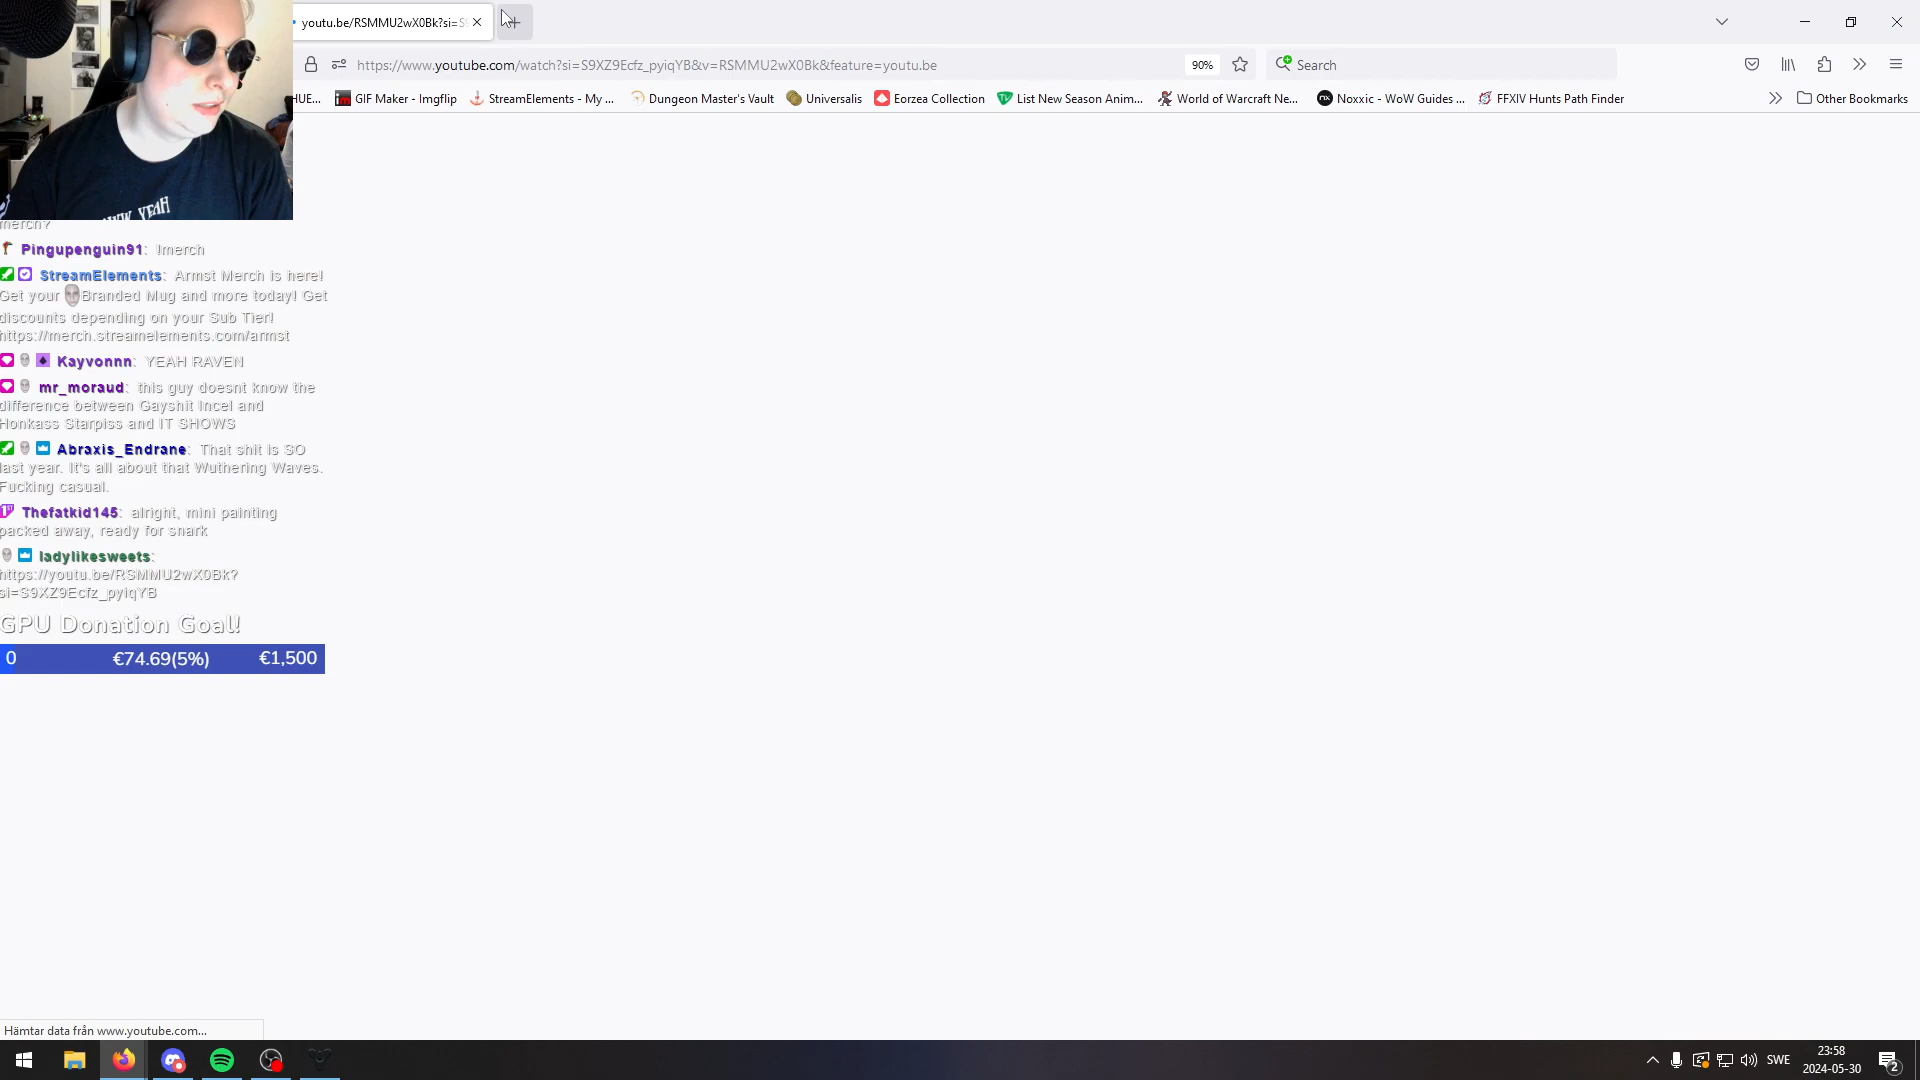 youtu.be/RSMMU2wX0Bk?si=S9
https://www.youtube.com/watch?si=S9XZ9Ecfz_pyiqYB&v=RSMMU2wX0Bk&feature=youtu.be
90%
Search
HUE...
GIF Maker - Imgflip
StreamElements - My ...
Dungeon Master's Vault
Universalis
Eorzea Collection
List New Season Anim...
World of Warcraft Ne...
Noxxic - WoW Guides ...
FFXIV Hunts Path Finder
Other Bookmarks
WW YEAH
merch?
Pingupenguin91: !merch
StreamElements: Armst Merch is here!
Get your Branded Mug and more today! Get
discounts depending on your Sub Tier!
https://merch.streamelements.com/armst
Kayvonnn: YEAH RAVEN
mr_moraud: this guy doesnt know the
difference between Gayshit Incel and
Honkass Starpiss and IT SHOWS
Abraxis_Endrane: That shit is SO
last year. It's all about that Wuthering Waves.
Fucking casual.
Thefatkid145: alright, mini painting
packed away, ready for snark
ladylikesweets:
https://youtu.be/RSMMU2wX0Bk?
si=S9XZ9Ecfz_pyiqYB
GPU Donation Goal!
0 €74.69(5%) €1,500
Hämtar data från www.youtube.com...
SWE
23:58
2024-05-30
2